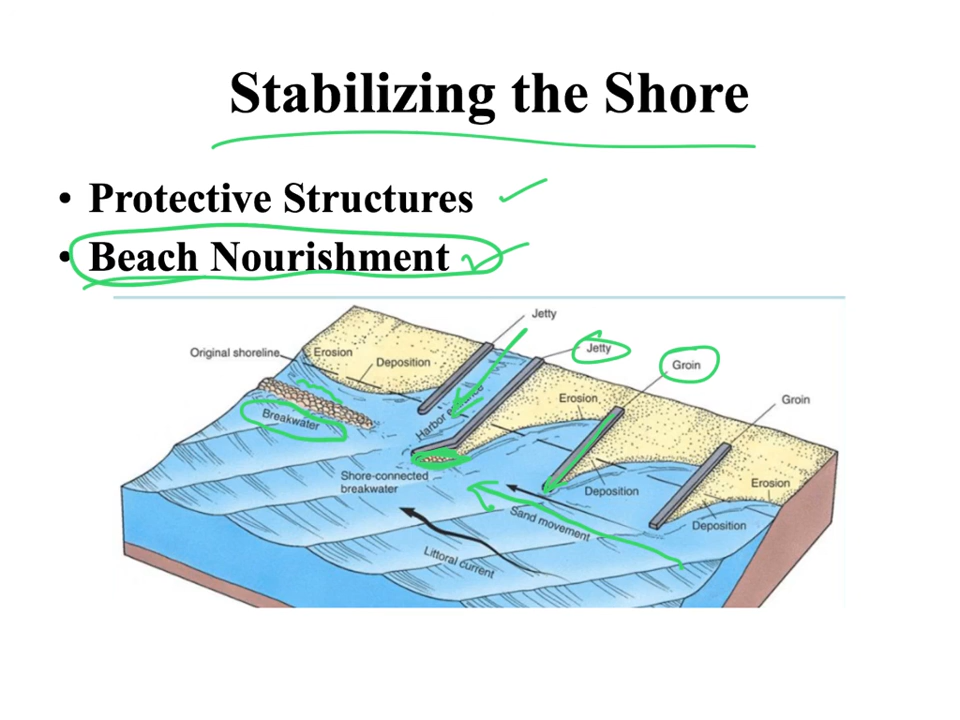 Stabilizing the Shore
• Protective Structures
• Beach Nourishment
Jetty
Jetty
Original shoreline
Erosion
Deposition
Groin
Breakwater
Harbor entrance
Erosion
Groin
Shore-connected
breakwater
Deposition
Erosion
Sand movement
Deposition
Littoral current